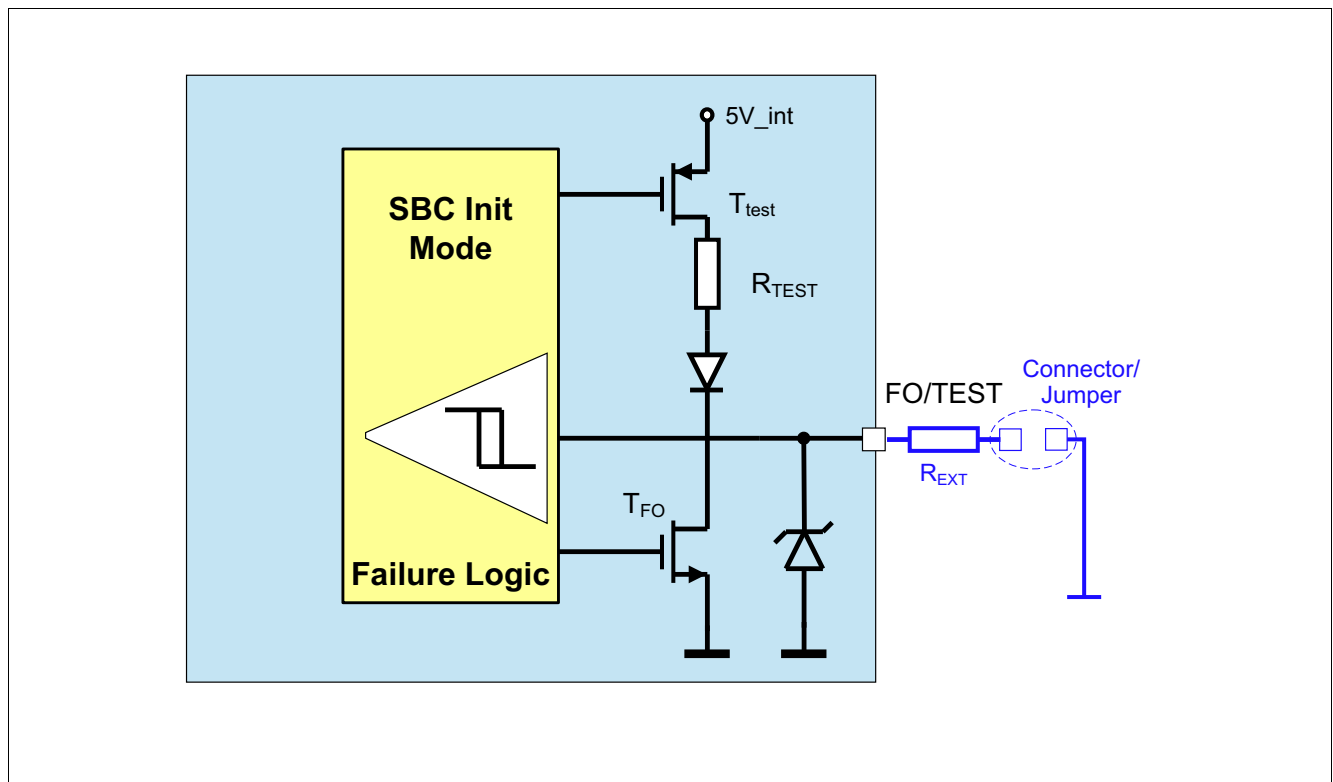 5V_int
SBC Init
Mode
Ttest
RTEST
Connector/
Jumper
FO/TEST
REXT
TFO
Failure Logic